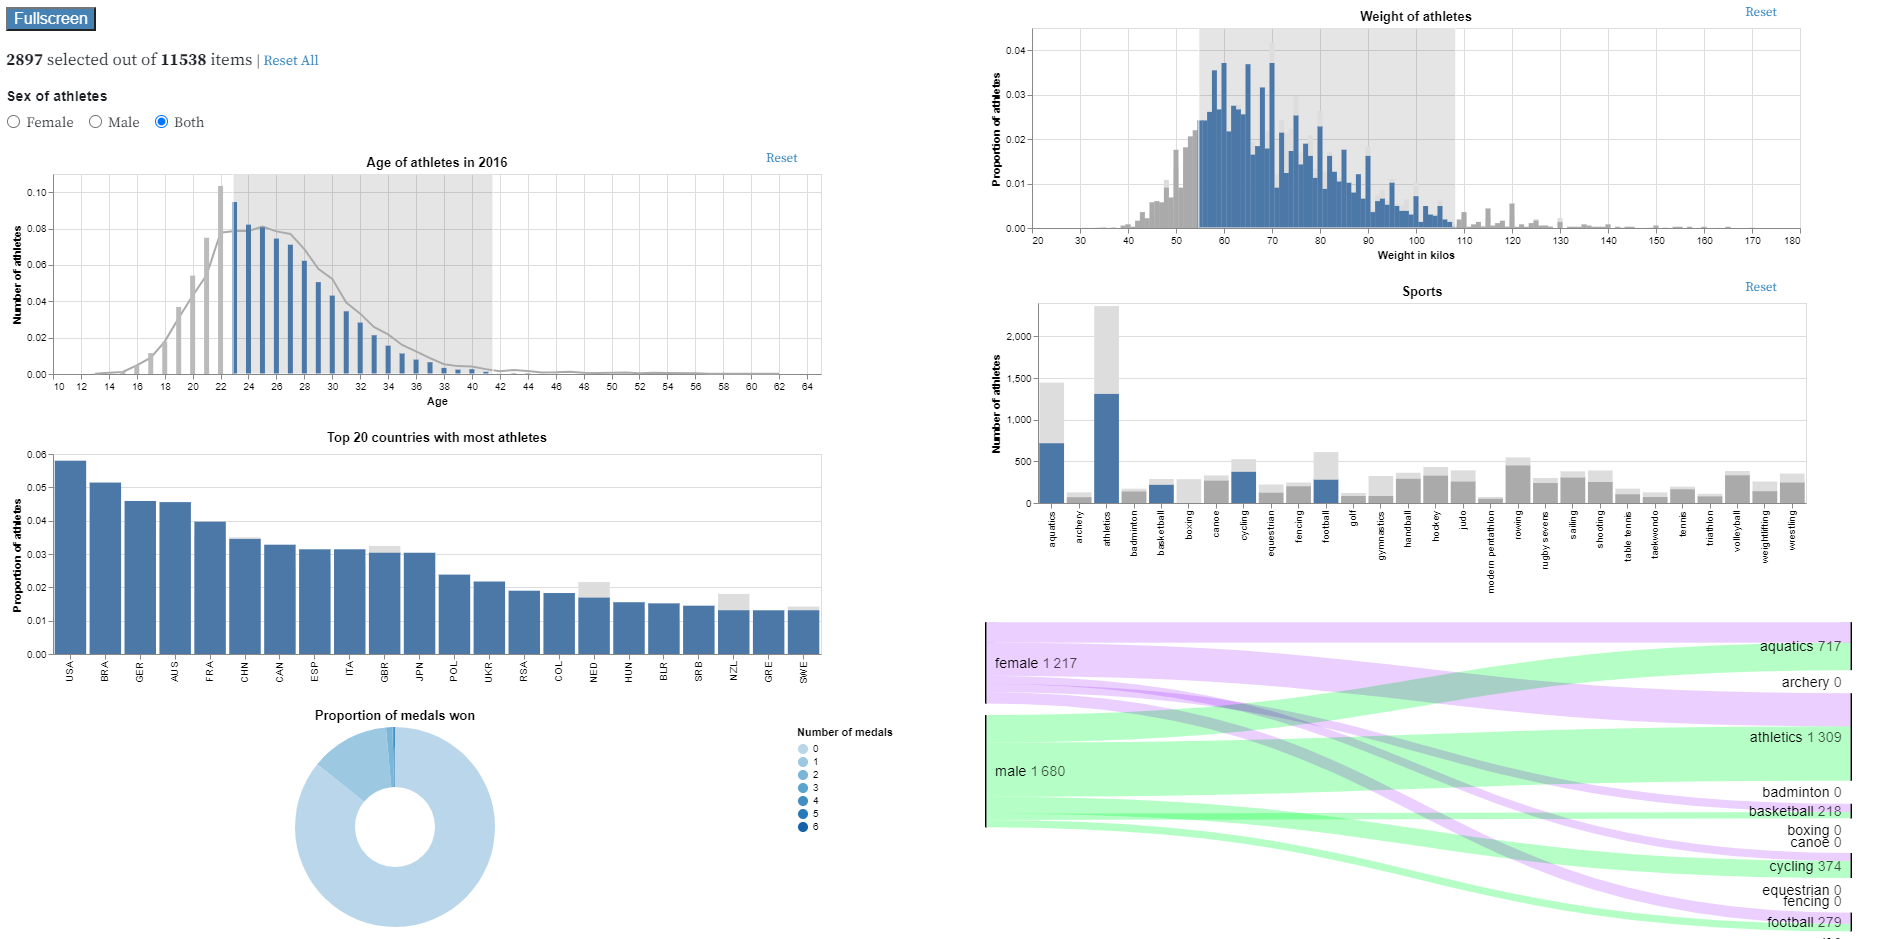 Fullscreen
2897 selected out of 11538 items | Reset All
Sex of athletes
Female Male Both
Age of athletes in 2016 Reset
Number of athletes
0.10
0.08
0.06
0.04
0.02
0.00
10 12 14 16 18 20 22 24 26 28 30 32 34 36 38 40 42 44 46 48 50 52 54 56 58 60 62 64
Age
Top 20 countries with most athletes
Proportion of athletes
0.06
0.05
0.04
0.03
0.02
0.01
0.00
USA BRA GER AUS FRA CHN CAN ESP ITA GBR JPN POL UKR RSA COL NED HUN BLR SRB NZL GRE SWE
Proportion of medals won
Number of medals
0
1
2
3
4
5
6
Weight of athletes Reset
Proportion of athletes
0.04
0.03
0.02
0.01
0.00
20 30 40 50 60 70 80 90 100 110 120 130 140 150 160 170 180
Weight in kilos
Sports Reset
Number of athletes
2,000
1,500
1,000
500
0
aquatics archery athletics badminton basketball boxing canoe cycling equestrian fencing football golf gymnastics handball hockey judo modern pentathlon rowing rugby sevens sailing shooting table tennis taekwondo tennis triathlon volleyball weightlifting wrestling
female 1 217
male 1 680
aquatics 717
archery 0
athletics 1 309
badminton 0
basketball 218
boxing 0
canoe 0
cycling 374
equestrian 0
fencing 0
football 279